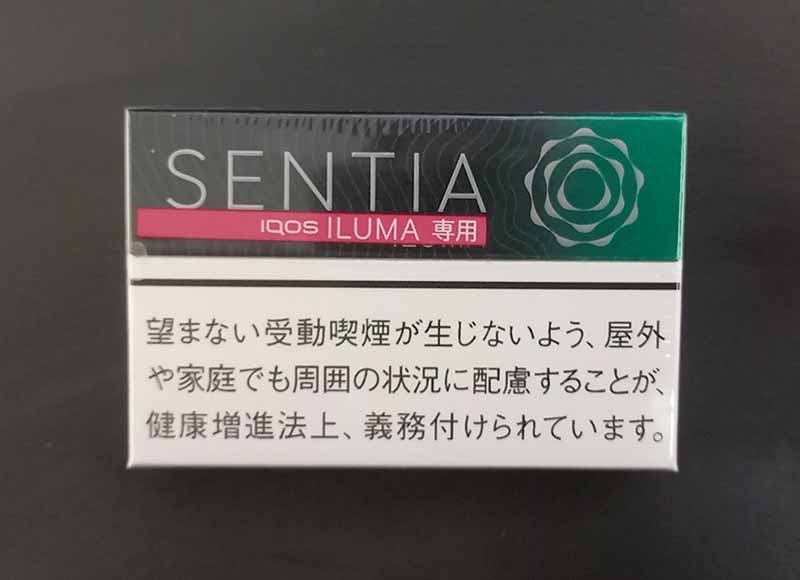 SENTIA
IQOS ILUMA 専用
望まない受動喫煙が生じないよう、屋外
や家庭でも周囲の状況に配慮することが、
健康増進法上、義務付けられています。